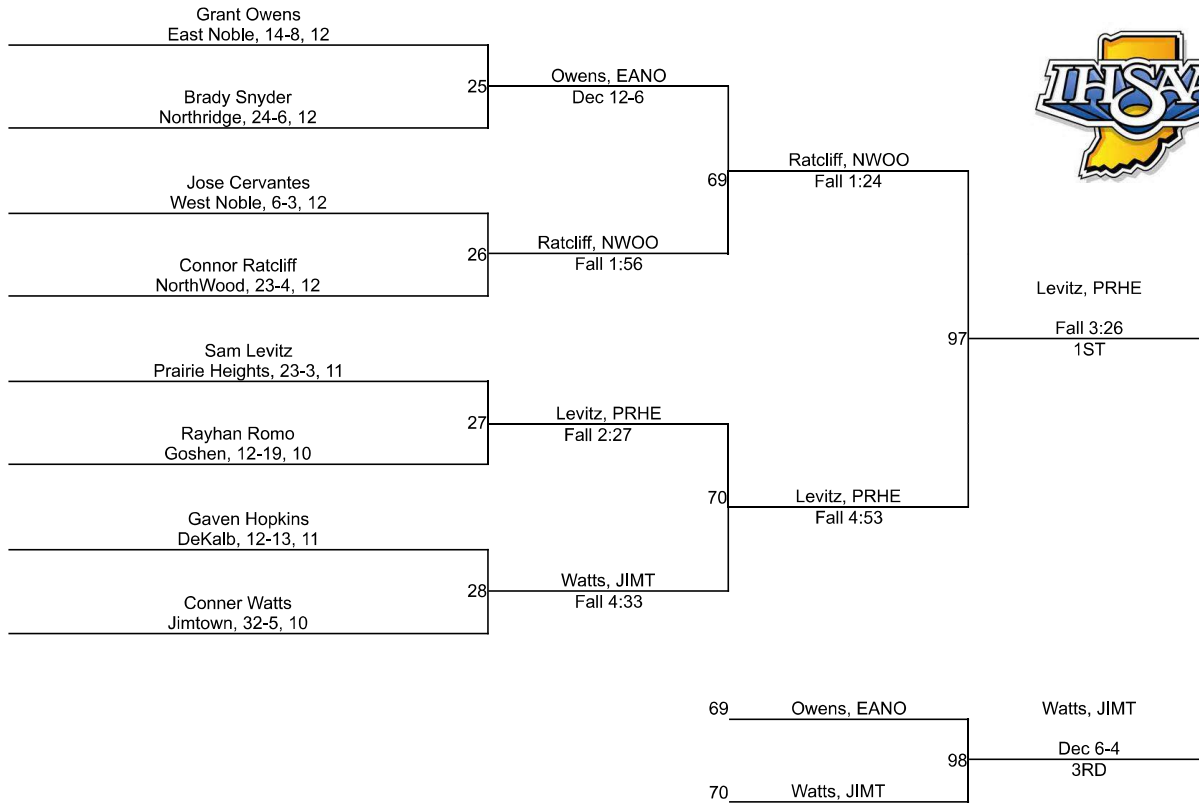 Grant Owens
East Noble, 14-8, 12
25
Brady Snyder
Northridge, 24-6, 12
Owens, EANO
Dec 12-6
Jose Cervantes
West Noble, 6-3, 12
26
Connor Ratcliff
NorthWood, 23-4, 12
Ratcliff, NWOO
Fall 1:56
69
Ratcliff, NWOO
Fall 1:24
Sam Levitz
Prairie Heights, 23-3, 11
27
Rayhan Romo
Goshen, 12-19, 10
Levitz, PRHE
Fall 2:27
Gaven Hopkins
DeKalb, 12-13, 11
28
Conner Watts
Jimtown, 32-5, 10
Watts, JIMT
Fall 4:33
70
Levitz, PRHE
Fall 4:53
97
IHSAA
Levitz, PRHE
Fall 3:26
1ST
69
Owens, EANO
70
Watts, JIMT
98
Watts, JIMT
Dec 6-4
3RD